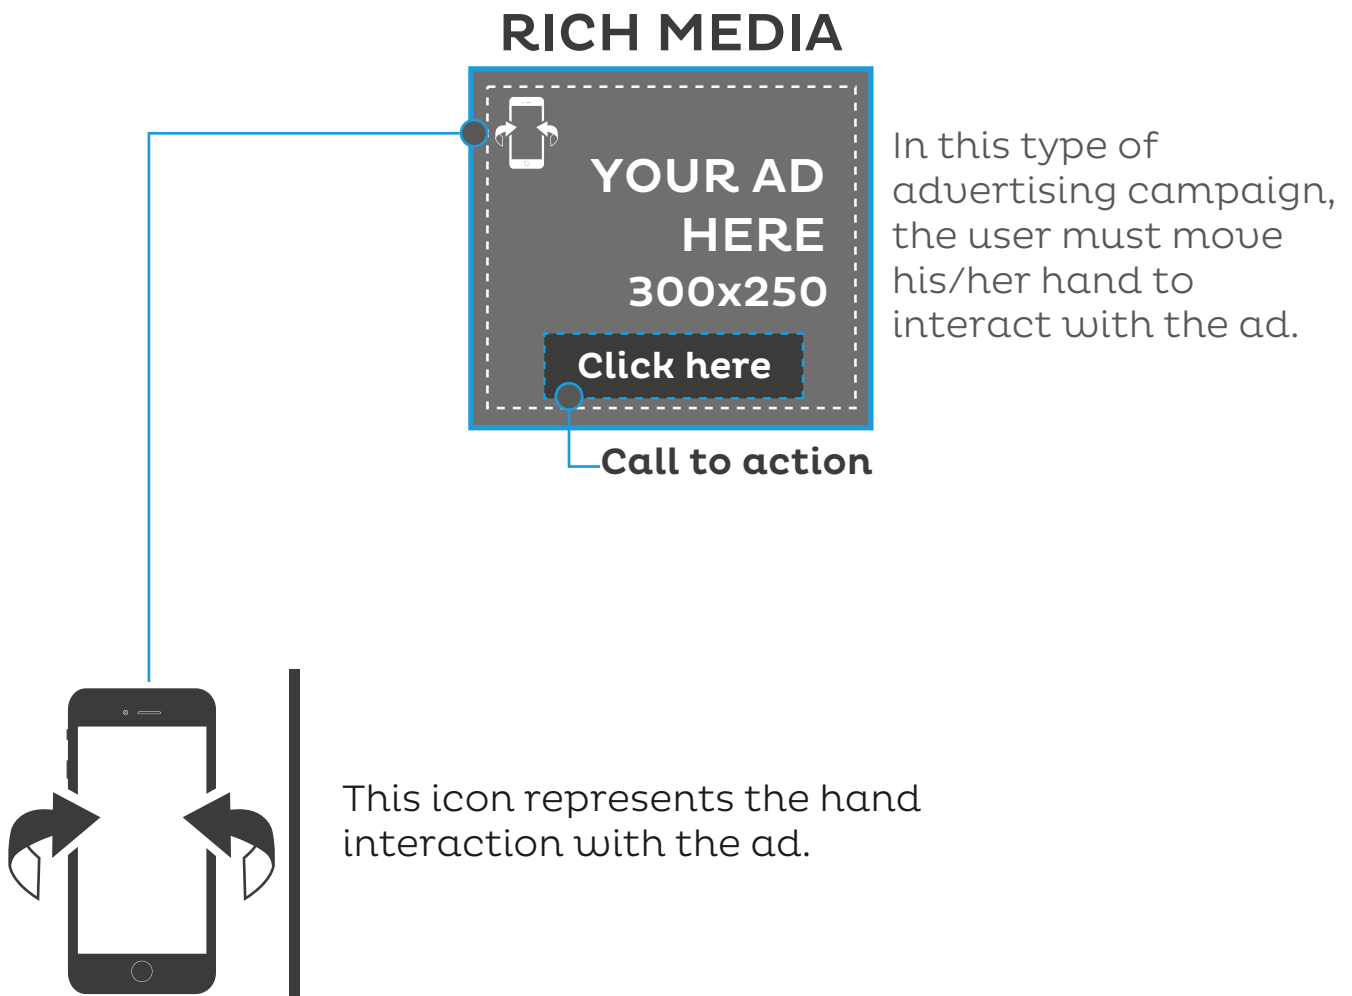 RICH MEDIA
YOUR AD
HERE
300x250
Click here
Call to action
In this type of
advertising campaign,
the user must move
his/her hand to
interact with the ad.
This icon represents the hand
interaction with the ad.